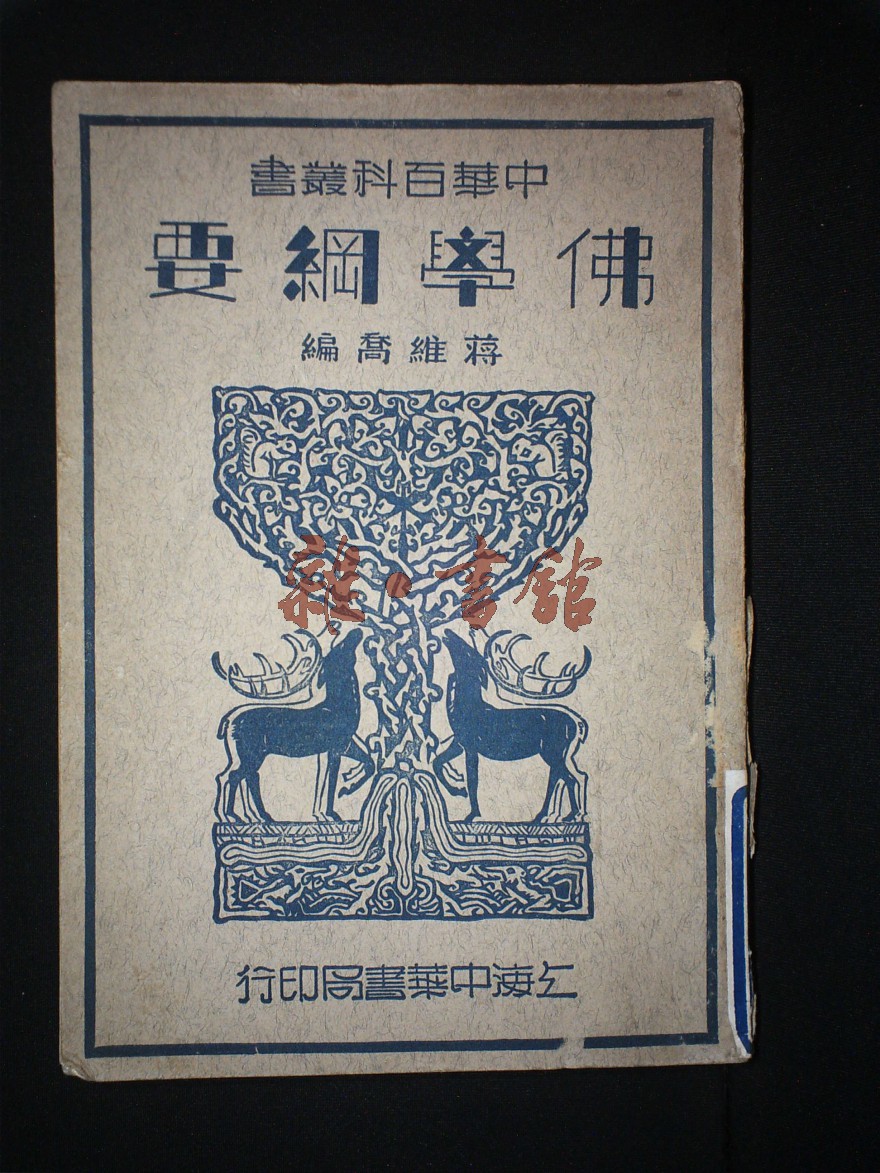 中華百科叢書
佛學綱要
蔣維喬編
雜·書館
上海中華書局印行